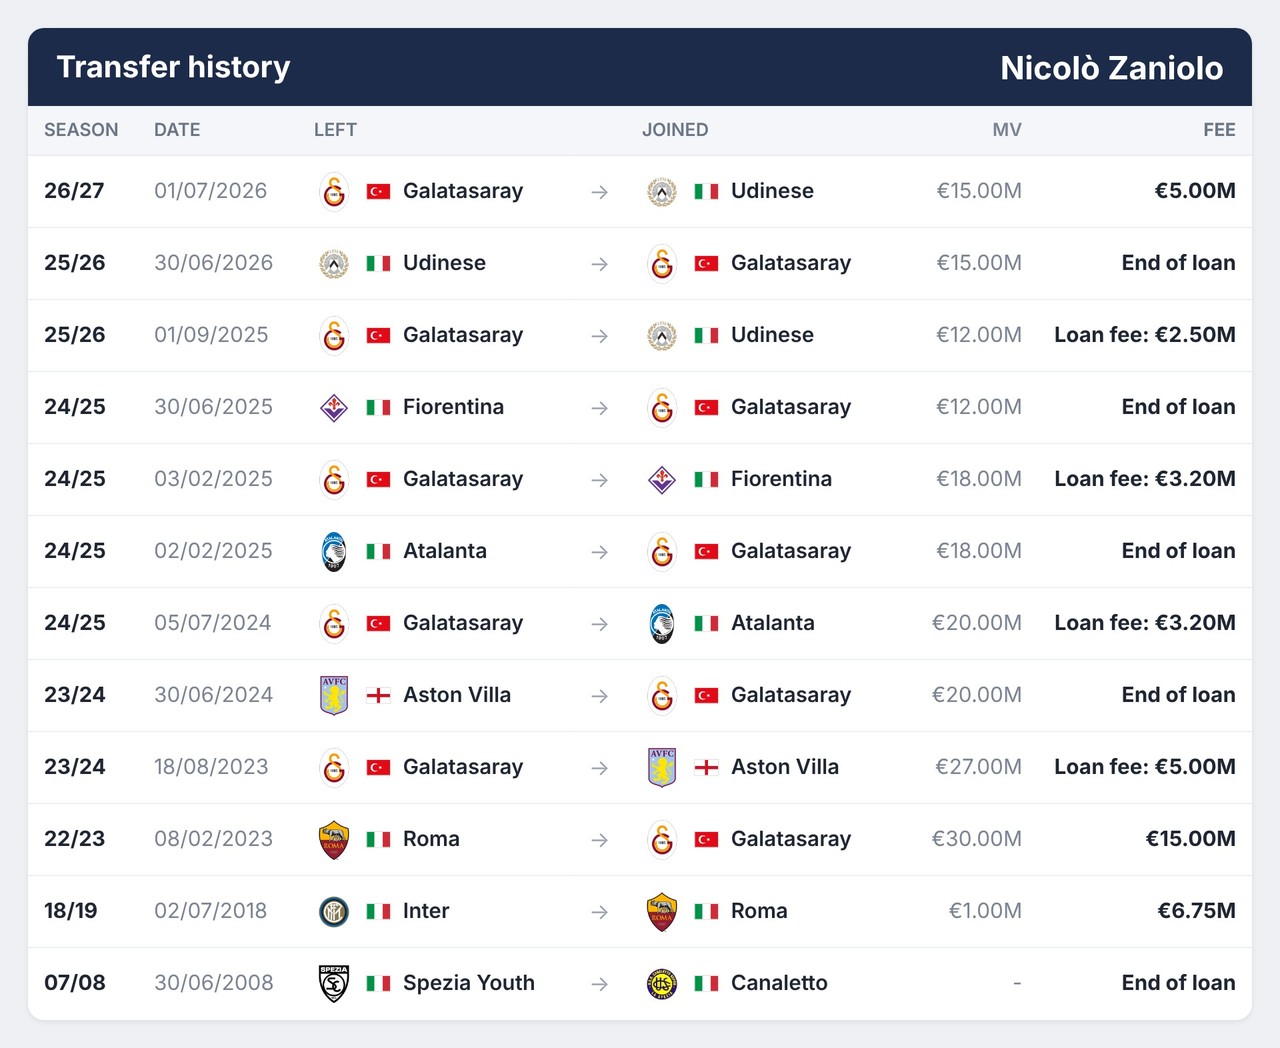 Transfer history Nicolò Zaniolo
SEASON DATE LEFT JOINED MV FEE
26/27 01/07/2026 Galatasaray → Udinese €15.00M €5.00M
25/26 30/06/2026 Udinese → Galatasaray €15.00M End of loan
25/26 01/09/2025 Galatasaray → Udinese €12.00M Loan fee: €2.50M
24/25 30/06/2025 Fiorentina → Galatasaray €12.00M End of loan
24/25 03/02/2025 Galatasaray → Fiorentina €18.00M Loan fee: €3.20M
24/25 02/02/2025 Atalanta → Galatasaray €18.00M End of loan
24/25 05/07/2024 Galatasaray → Atalanta €20.00M Loan fee: €3.20M
23/24 30/06/2024 AVFC Aston Villa → Galatasaray €20.00M End of loan
23/24 18/08/2023 Galatasaray → AVFC Aston Villa €27.00M Loan fee: €5.00M
22/23 08/02/2023 ROMA Roma → Galatasaray €30.00M €15.00M
18/19 02/07/2018 Inter → ROMA Roma €1.00M €6.75M
07/08 30/06/2008 SPEZIA Spezia Youth → Canaletto - End of loan